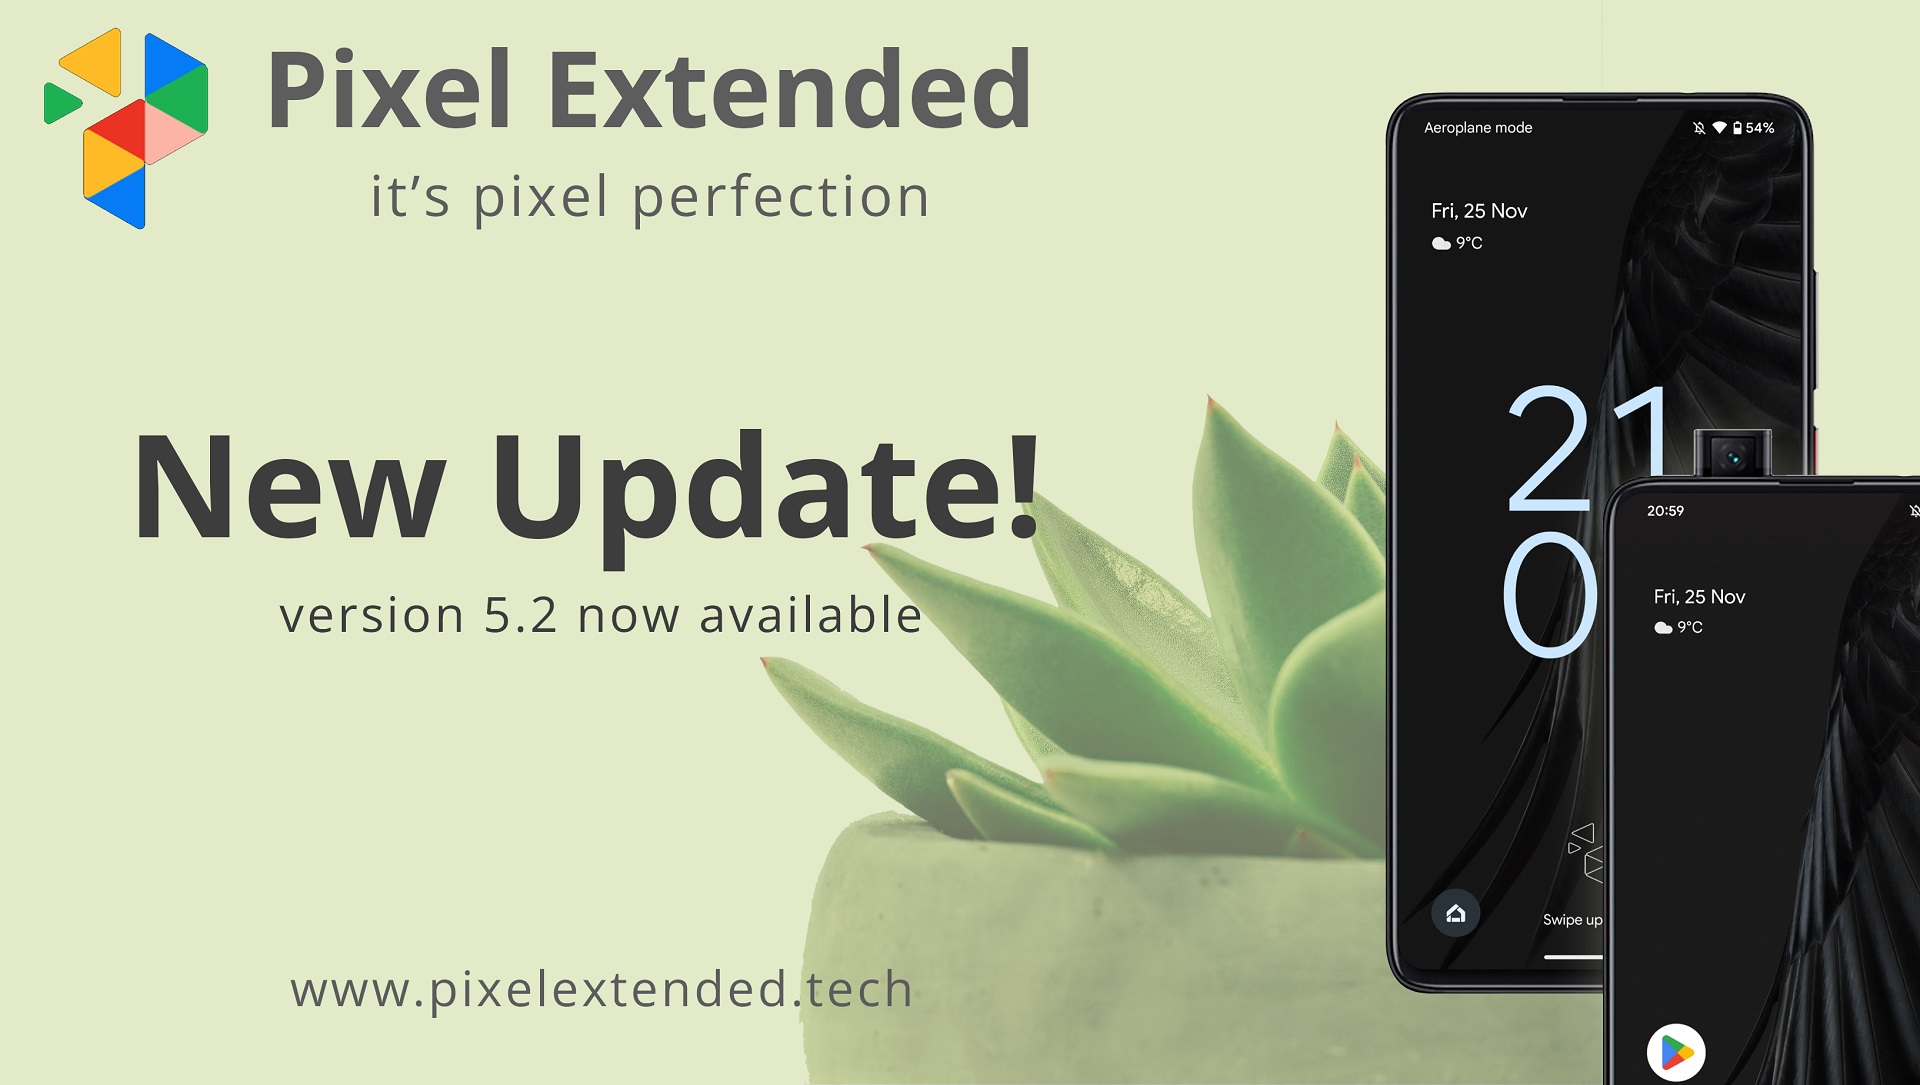 Pixel Extended
it's pixel perfection
New Update!
version 5.2 now available
www.pixelextended.tech
Aeroplane mode
54%
Fri, 25 Nov
9°C
21
0
Swipe up
20:59
Fri, 25 Nov
9°C